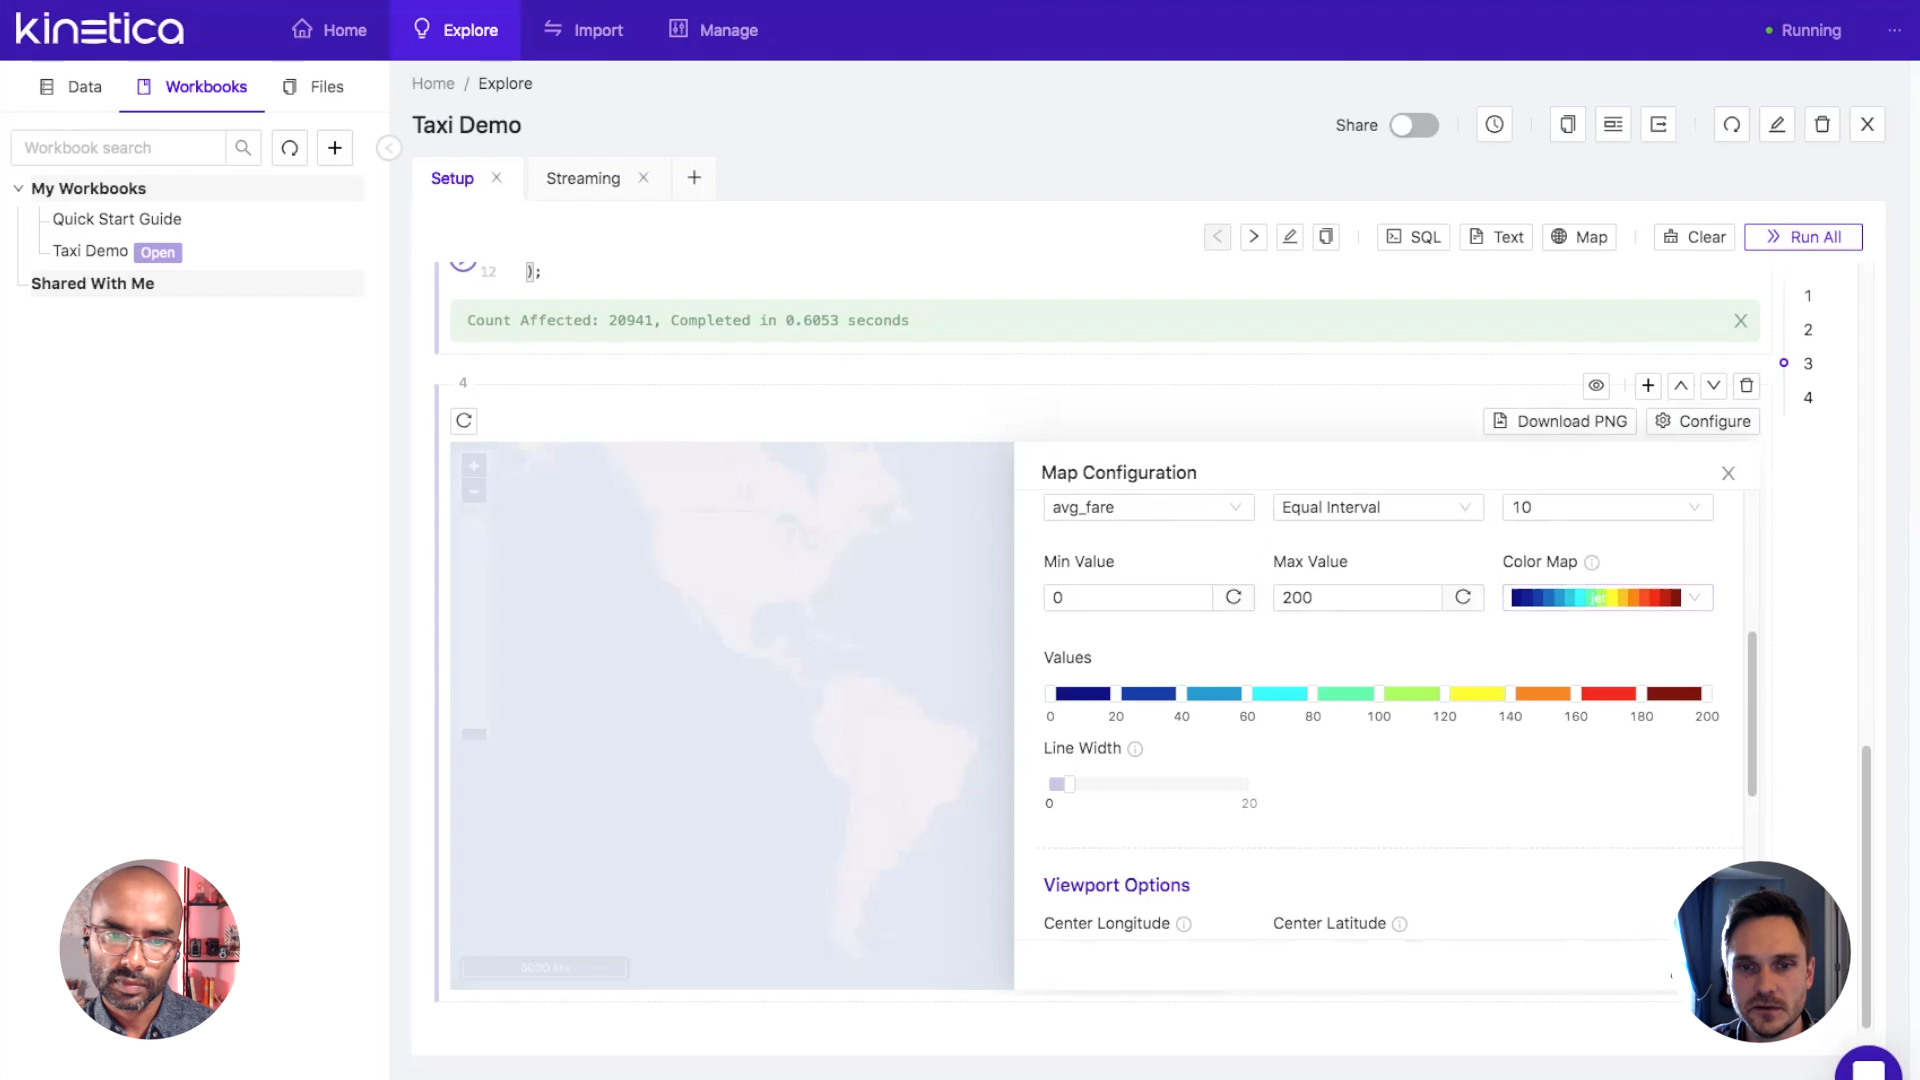 kinetica
Home
Explore
Import
Manage
Running
Data
Workbooks
Files
Home / Explore
Taxi Demo
Share
Workbook search
Setup
Streaming
My Workbooks
Quick Start Guide
Taxi Demo Open
Shared With Me
SQL
Text
Map
Clear
Run All
12 );
Count Affected: 20941, Completed in 0.6053 seconds
1
2
3
4
4
Download PNG
Configure
Map Configuration
avg_fare
Equal Interval
10
Min Value
Max Value
Color Map
0
200
jet
Values
0 20 40 60 80 100 120 140 160 180 200
Line Width
0 20
Viewport Options
Center Longitude
Center Latitude
5000 km